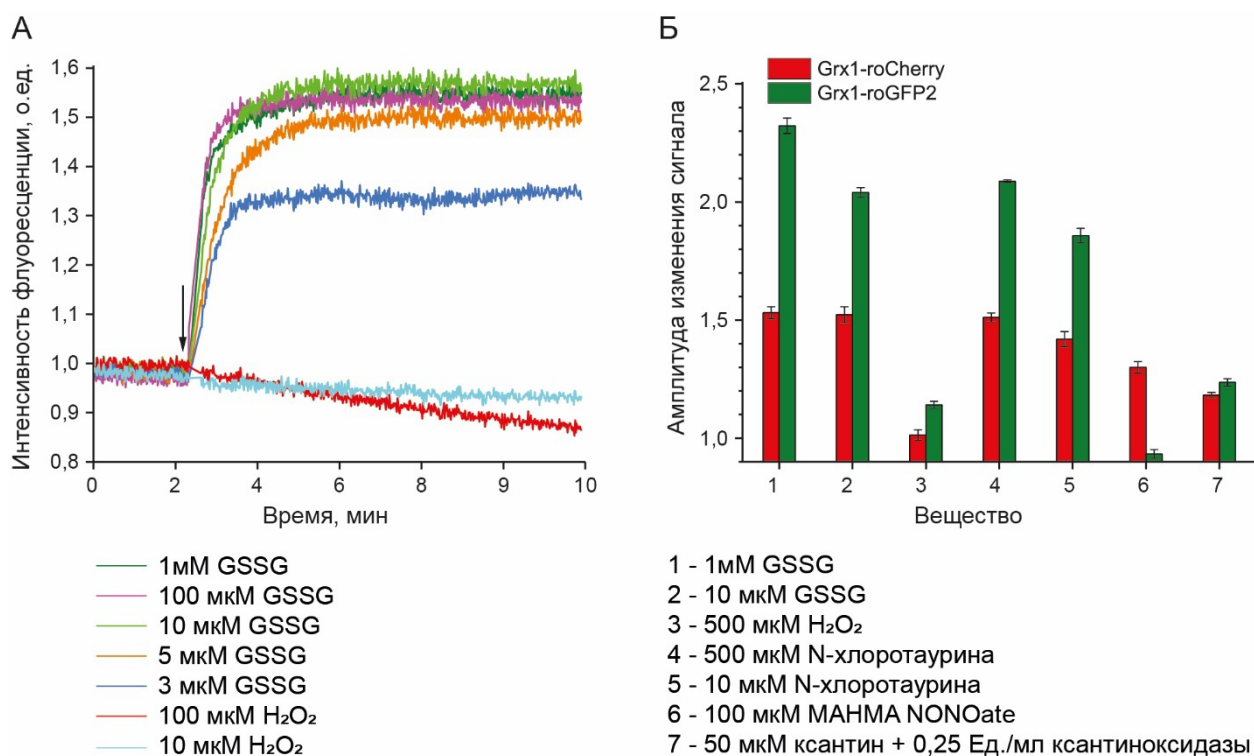 А
Интенсивность флуоресценции, о.ед.
1,6
1,5
1,4
1,3
1,2
1,1
1,0
0,9
0,8
0
2
4
6
8
9
10
Время, мин
1мМ GSSG
100 мкМ GSSG
10 мкМ GSSG
5 мкМ GSSG
3 мкМ GSSG
100 мкМ H₂O₂
10 мкМ H₂O₂
Б
Grx1-roCherry
Grx1-roGFP2
Амплитуда изменения сигнала
2,5
2,0
1,5
1,0
1
2
3
4
5
6
7
Вещество
1 - 1мМ GSSG
2 - 10 мкМ GSSG
3 - 500 мкМ H₂O₂
4 - 500 мкМ N-хлоротаурина
5 - 10 мкМ N-хлоротаурина
6 - 100 мкМ MAHMA NONOate
7 - 50 мкМ ксантин + 0,25 Ед./мл ксантиноксидазы